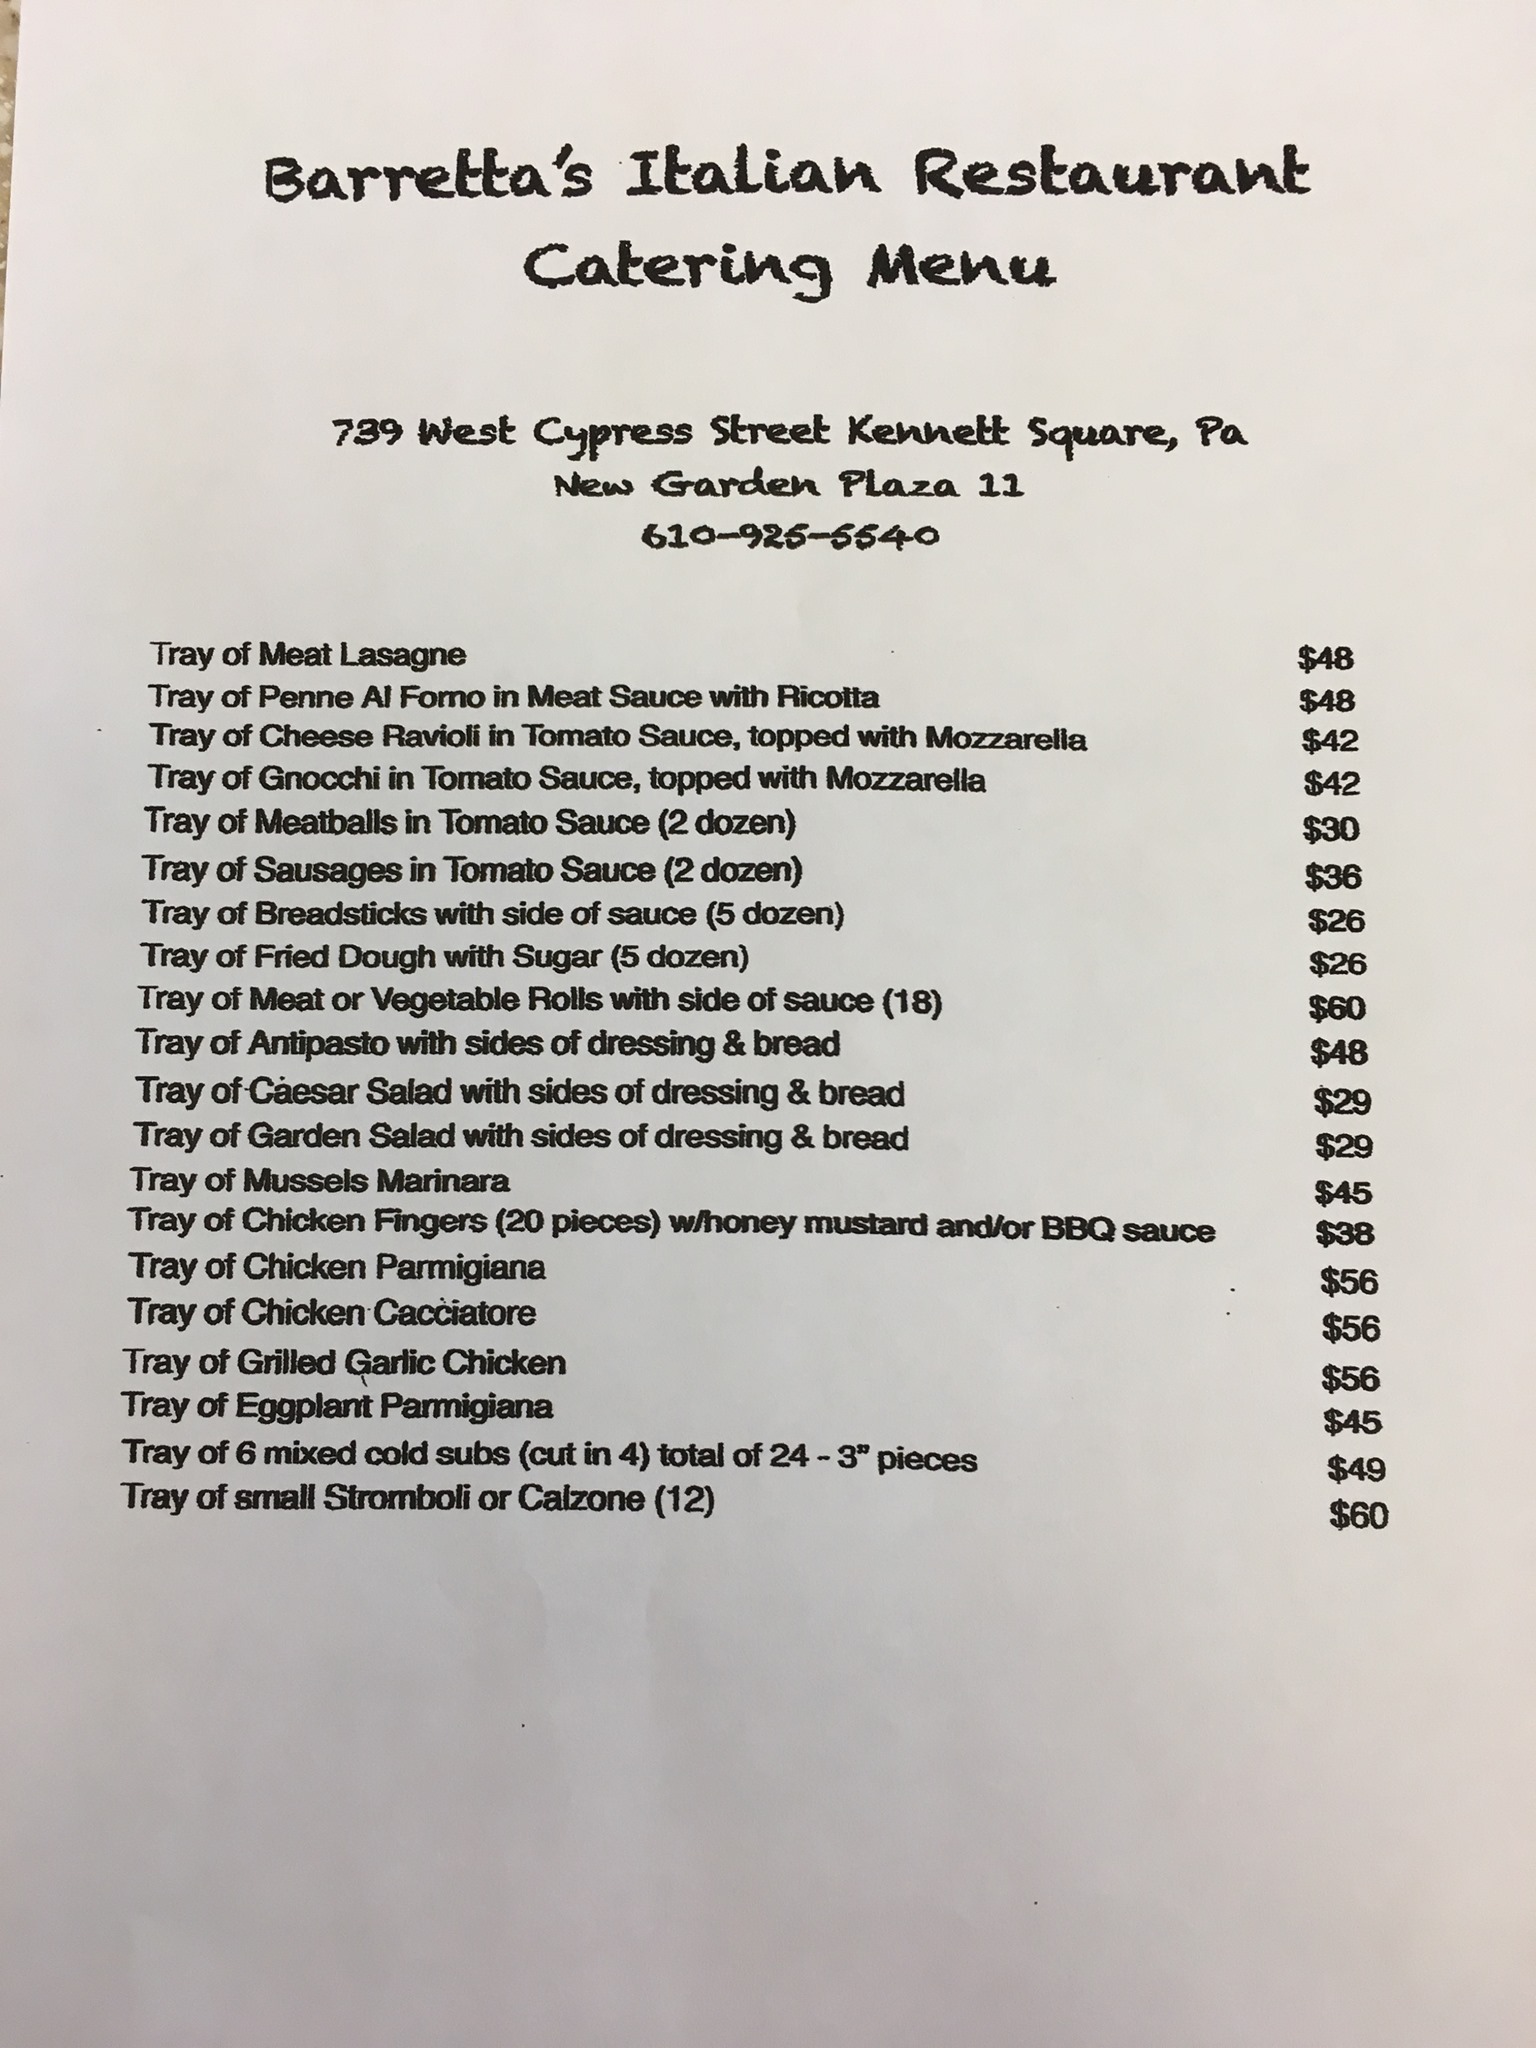 Barretta's Italian Restaurant
Catering Menu
739 West Cypress Street Kennett Square, Pa
New Garden Plaza 11
610-925-5540
Tray of Meat Lasagne $48
Tray of Penne Al Forno in Meat Sauce with Ricotta $48
Tray of Cheese Ravioli in Tomato Sauce, topped with Mozzarella $42
Tray of Gnocchi in Tomato Sauce, topped with Mozzarella $42
Tray of Meatballs in Tomato Sauce (2 dozen) $30
Tray of Sausages in Tomato Sauce (2 dozen) $36
Tray of Breadsticks with side of sauce (5 dozen) $26
Tray of Fried Dough with Sugar (5 dozen) $26
Tray of Meat or Vegetable Rolls with side of sauce (18) $60
Tray of Antipasto with sides of dressing & bread $48
Tray of Caesar Salad with sides of dressing & bread $29
Tray of Garden Salad with sides of dressing & bread $29
Tray of Mussels Marinara $45
Tray of Chicken Fingers (20 pieces) w/honey mustard and/or BBQ sauce $38
Tray of Chicken Parmigiana $56
Tray of Chicken Cacciatore $56
Tray of Grilled Garlic Chicken $56
Tray of Eggplant Parmigiana $45
Tray of 6 mixed cold subs (cut in 4) total of 24 - 3" pieces $49
Tray of small Stromboli or Calzone (12) $60